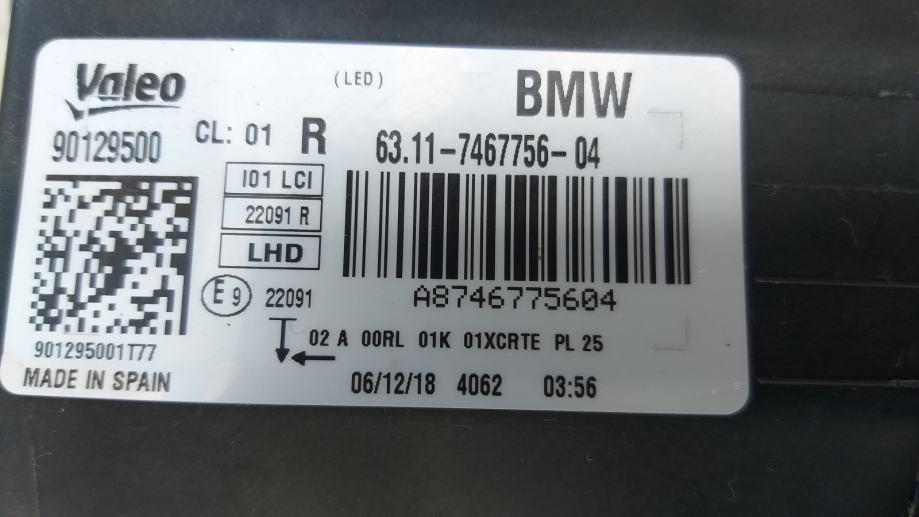 Valeo
(LED)
BMW
90129500
CL: 01 R
63.11-7467756-04
I01 LCI
22091 R
LHD
E 9 22091
A8746775604
02 A 00RL 01K 01XCRTE PL 25
901295001T77
MADE IN SPAIN
06/12/18 4062 03:56